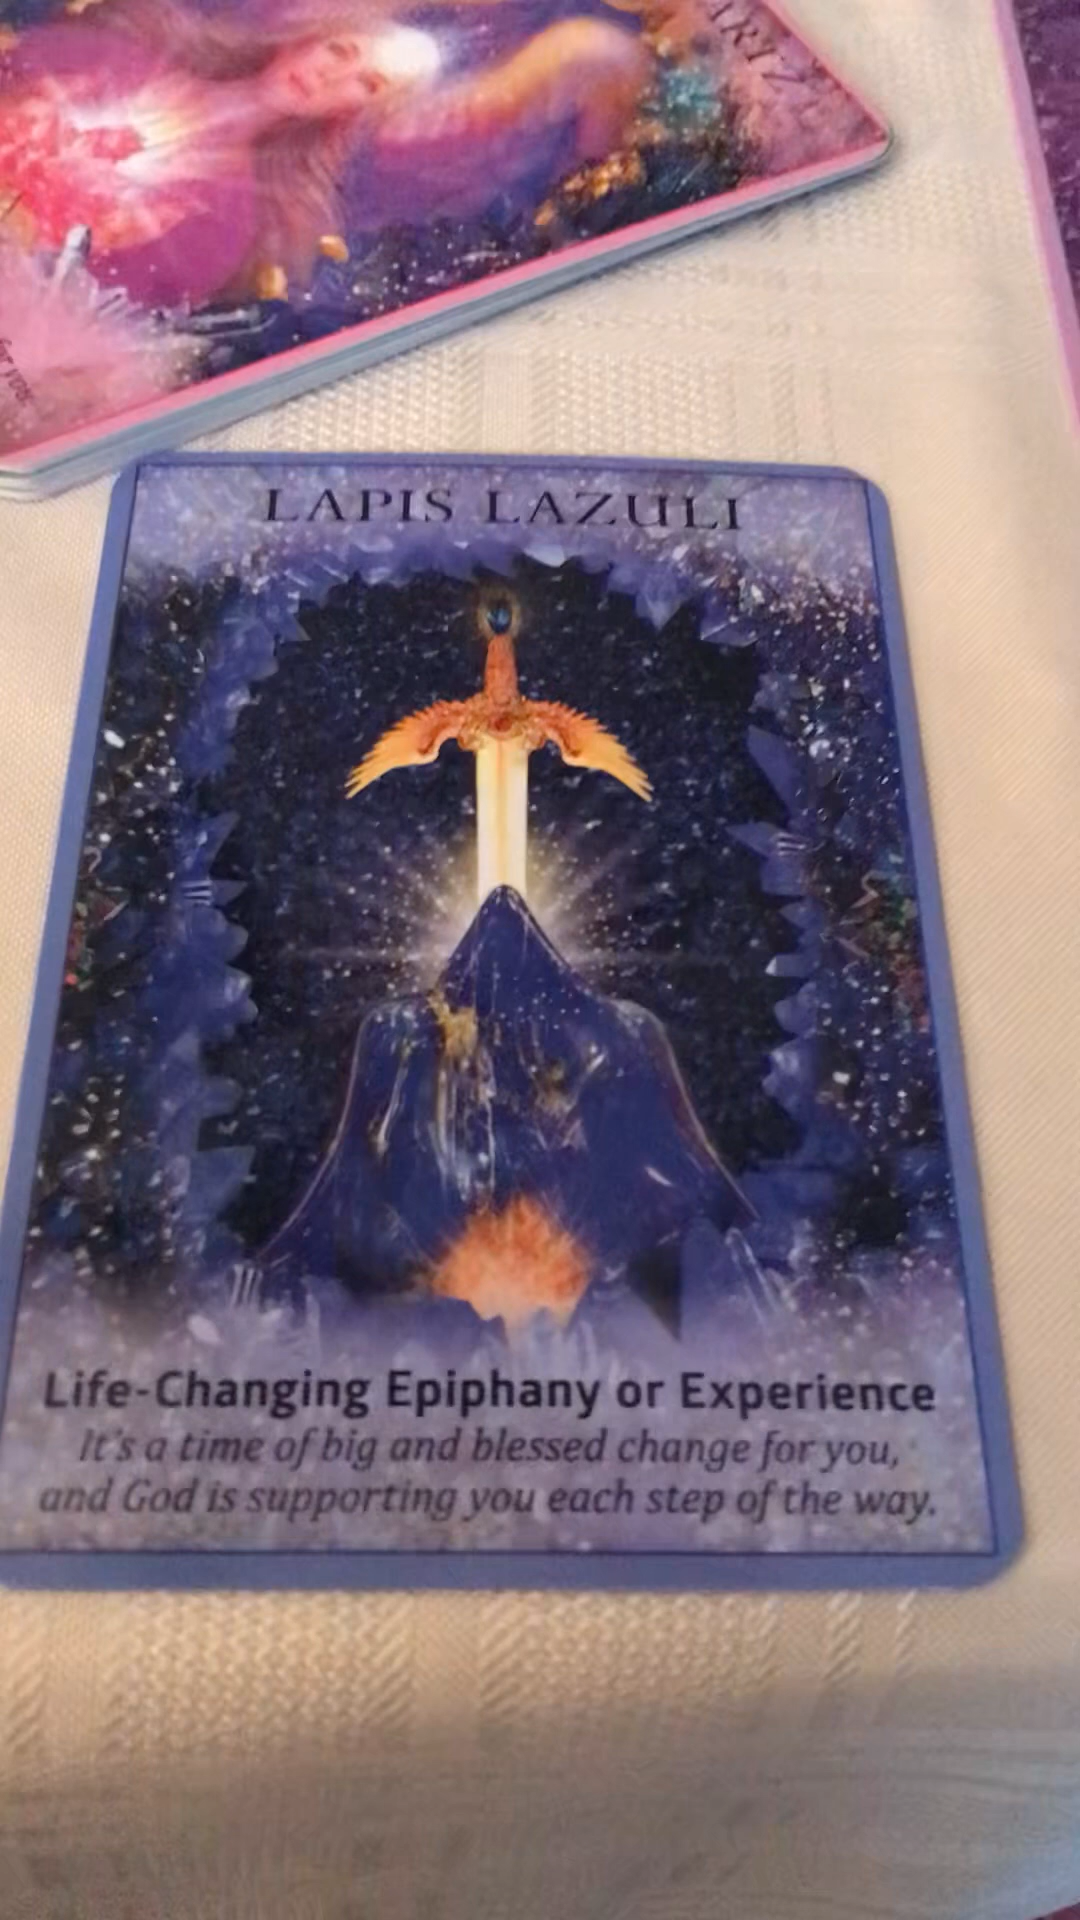 LAPIS LAZULI
Life-Changing Epiphany or Experience
It's a time of big and blessed change for you,
and God is supporting you each step of the way.